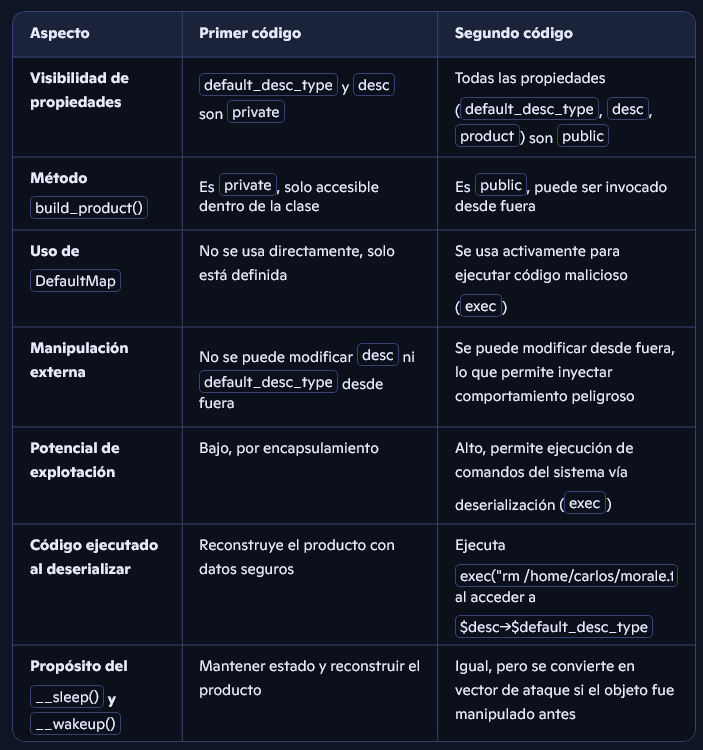 Aspecto Primer código Segundo código
Visibilidad de
propiedades
default_desc_type y desc
son private
Todas las propiedades
(default_desc_type, desc,
product) son public
Método
build_product()
Es private, solo accesible
dentro de la clase
Es public, puede ser invocado
desde fuera
Uso de
DefaultMap
No se usa directamente, solo
está definida
Se usa activamente para
ejecutar código malicioso
(exec)
Manipulación
externa
No se puede modificar desc ni
default_desc_type desde
fuera
Se puede modificar desde fuera,
lo que permite inyectar
comportamiento peligroso
Potencial de
explotación
Bajo, por encapsulamiento
Alto, permite ejecución de
comandos del sistema vía
deserialización (exec)
Código ejecutado
al deserializar
Reconstruye el producto con
datos seguros
Ejecuta
exec("rm /home/carlos/morale.t
al acceder a
$desc→$default_desc_type
Propósito del
__sleep() y
__wakeup()
Mantener estado y reconstruir el
producto
Igual, pero se convierte en
vector de ataque si el objeto fue
manipulado antes